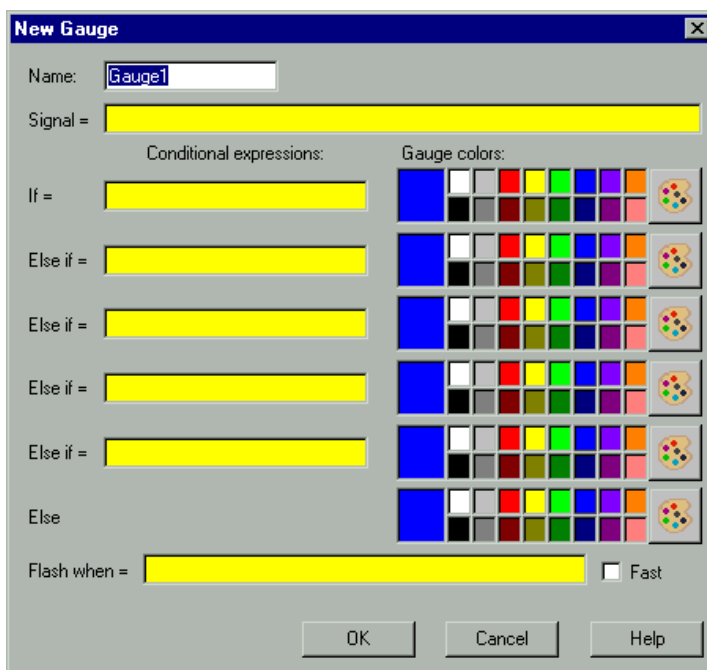 New Gauge
Name: Gauge1
Signal =
Conditional expressions: Gauge colors:
If =
Else if =
Else if =
Else if =
Else if =
Else
Flash when = Fast
OK Cancel Help